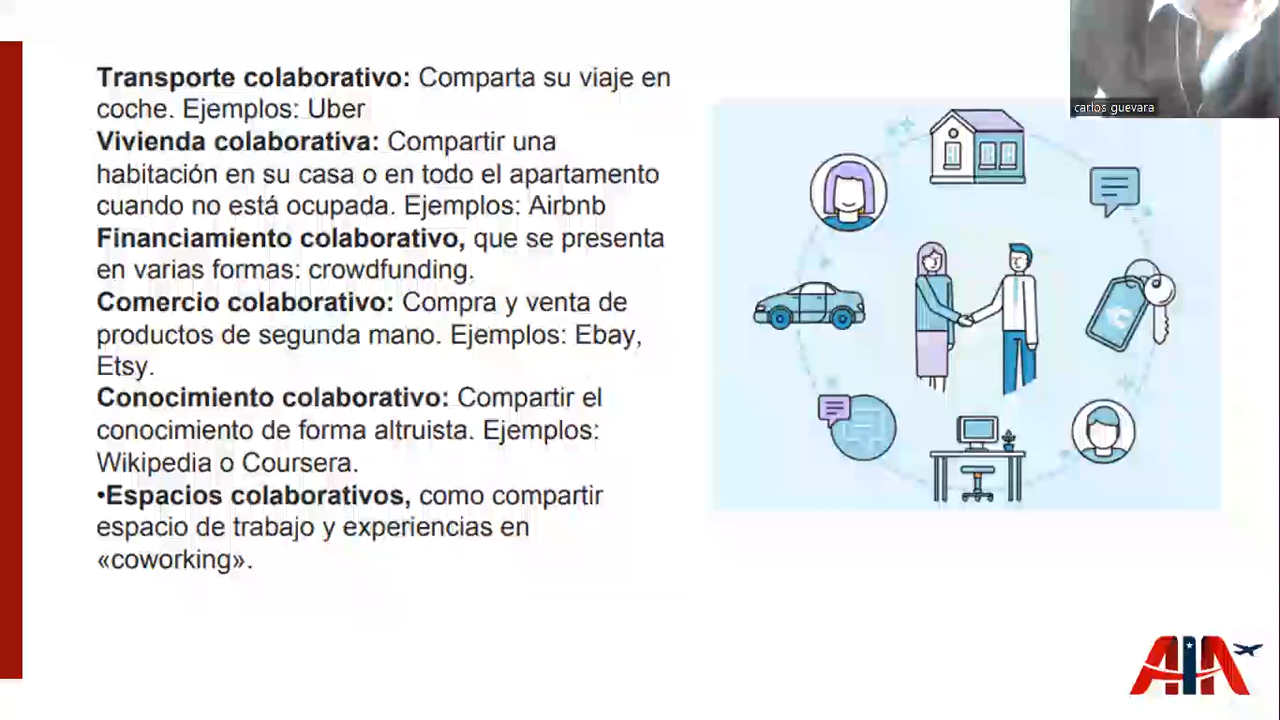 Transporte colaborativo: Comparta su viaje en
coche. Ejemplos: Uber
Vivienda colaborativa: Compartir una
habitación en su casa o en todo el apartamento
cuando no está ocupada. Ejemplos: Airbnb
Financiamiento colaborativo, que se presenta
en varias formas: crowdfunding.
Comercio colaborativo: Compra y venta de
productos de segunda mano. Ejemplos: Ebay,
Etsy.
Conocimiento colaborativo: Compartir el
conocimiento de forma altruista. Ejemplos:
Wikipedia o Coursera.
•Espacios colaborativos, como compartir
espacio de trabajo y experiencias en
«coworking».
carlos guevara
AIA